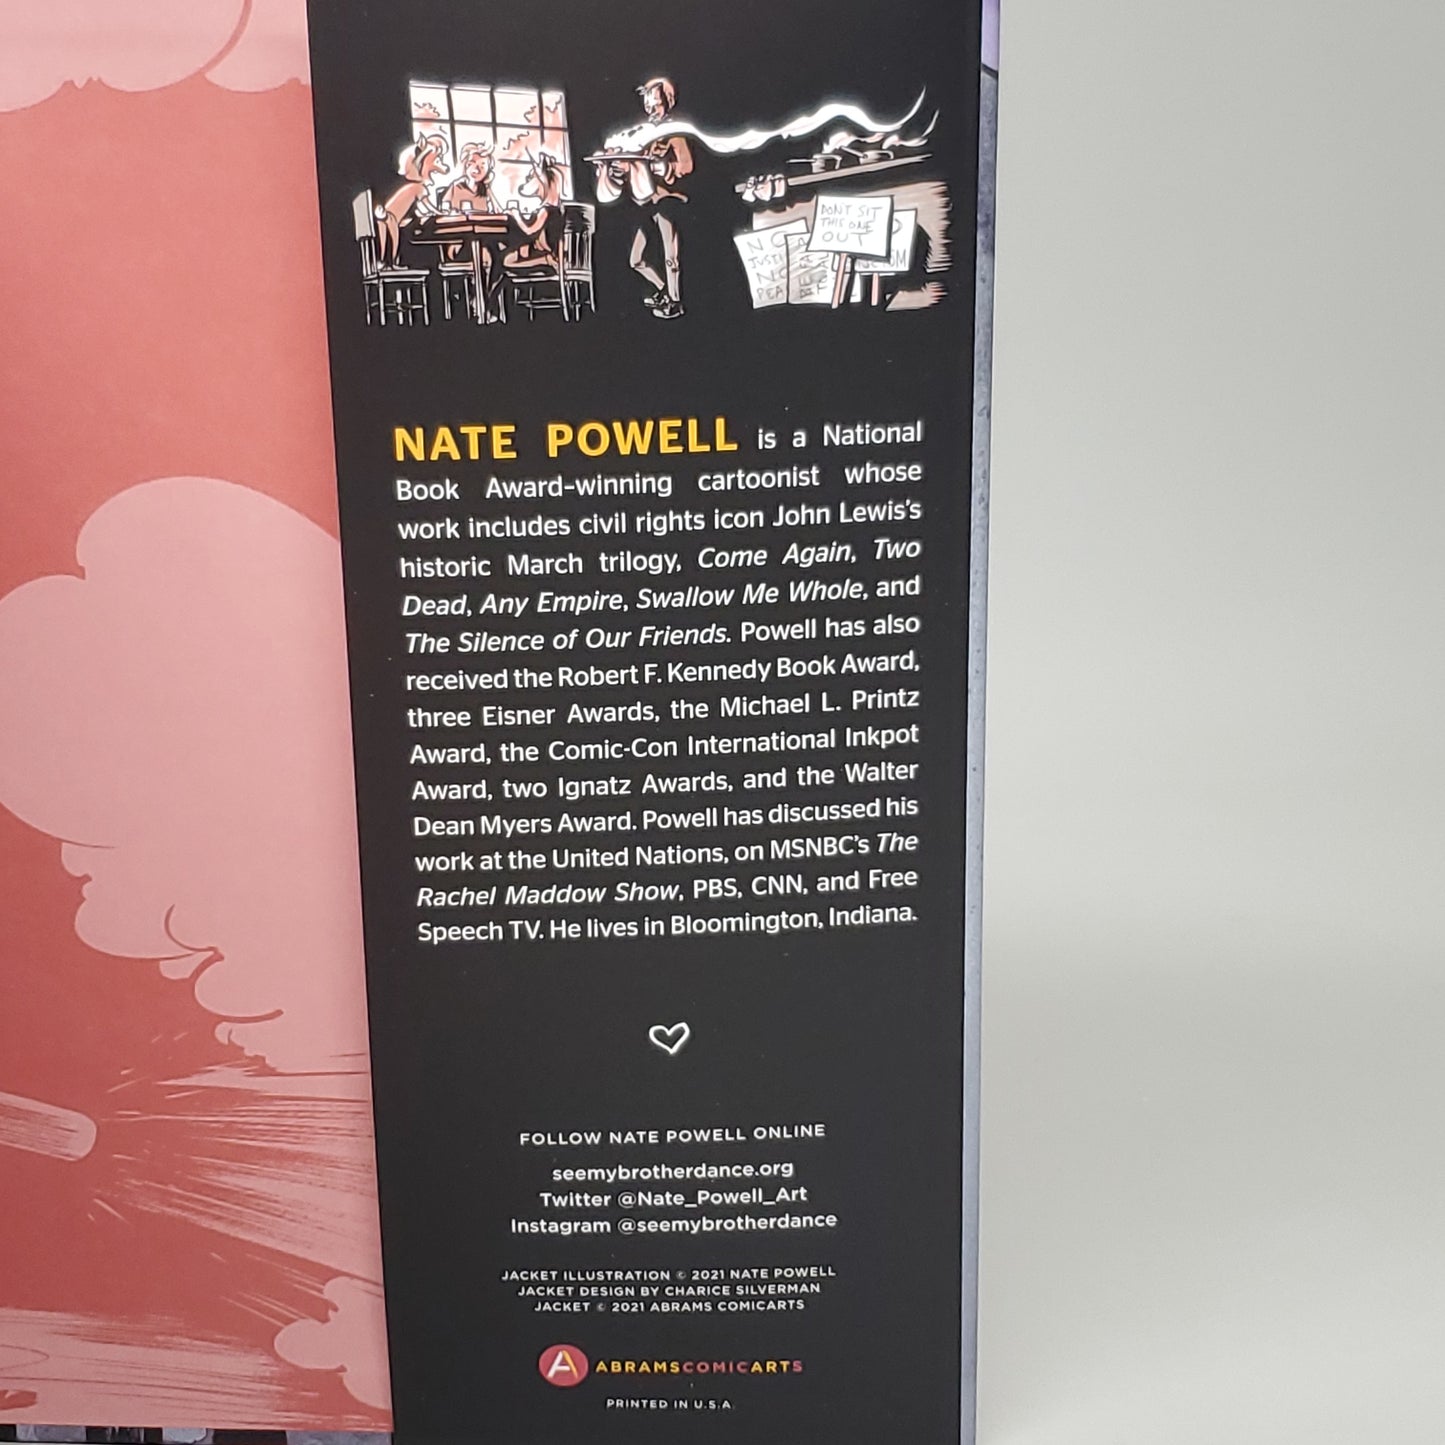 DON'T SIT
THIS ONE
OUT
NO
JUSTI
NO
PEA
NATE POWELL is a National
Book Award-winning cartoonist whose
work includes civil rights icon John Lewis's
historic March trilogy, Come Again, Two
Dead, Any Empire, Swallow Me Whole, and
The Silence of Our Friends. Powell has also
received the Robert F. Kennedy Book Award,
three Eisner Awards, the Michael L. Printz
Award, the Comic-Con International Inkpot
Award, two Ignatz Awards, and the Walter
Dean Myers Award. Powell has discussed his
work at the United Nations, on MSNBC's The
Rachel Maddow Show, PBS, CNN, and Free
Speech TV. He lives in Bloomington, Indiana.
FOLLOW NATE POWELL ONLINE
seemybrotherdance.org
Twitter @Nate_Powell_Art
Instagram @seemybrotherdance
JACKET ILLUSTRATION © 2021 NATE POWELL
JACKET DESIGN BY CHARICE SILVERMAN
JACKET © 2021 ABRAMS COMICARTS
A ABRAMSCOMICARTS
PRINTED IN U.S.A.